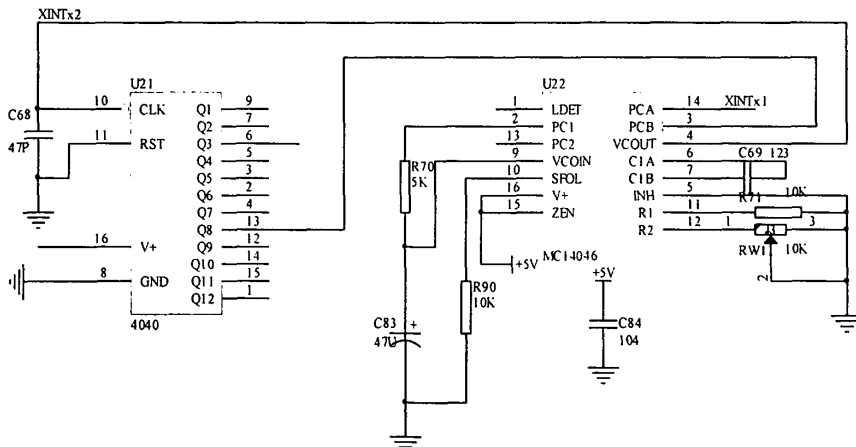 XINTx2
U21
10 CLK
11 RST
16 V+
8 GND
Q1 9
Q2 7
Q3 6
Q4 5
Q5 3
Q6 2
Q7 4
Q8 13
Q9 12
Q10 14
Q11 15
Q12 1
4040
C68
47P
U22
1 LDET
2 PC1
13 PC2
9 VCOIN
10 SFOL
16 V+
15 ZEN
PCA 14 XINTx1
PCB 3
VCOUT 4
C1A 6
C1B 7
INH 5
R1 11
R2 12
MC14046
C69 123
R71 10K
1 3
RW1 10K
2
R70
5K
+5V
+5V
R90
10K
C83 +
47U
C84
104